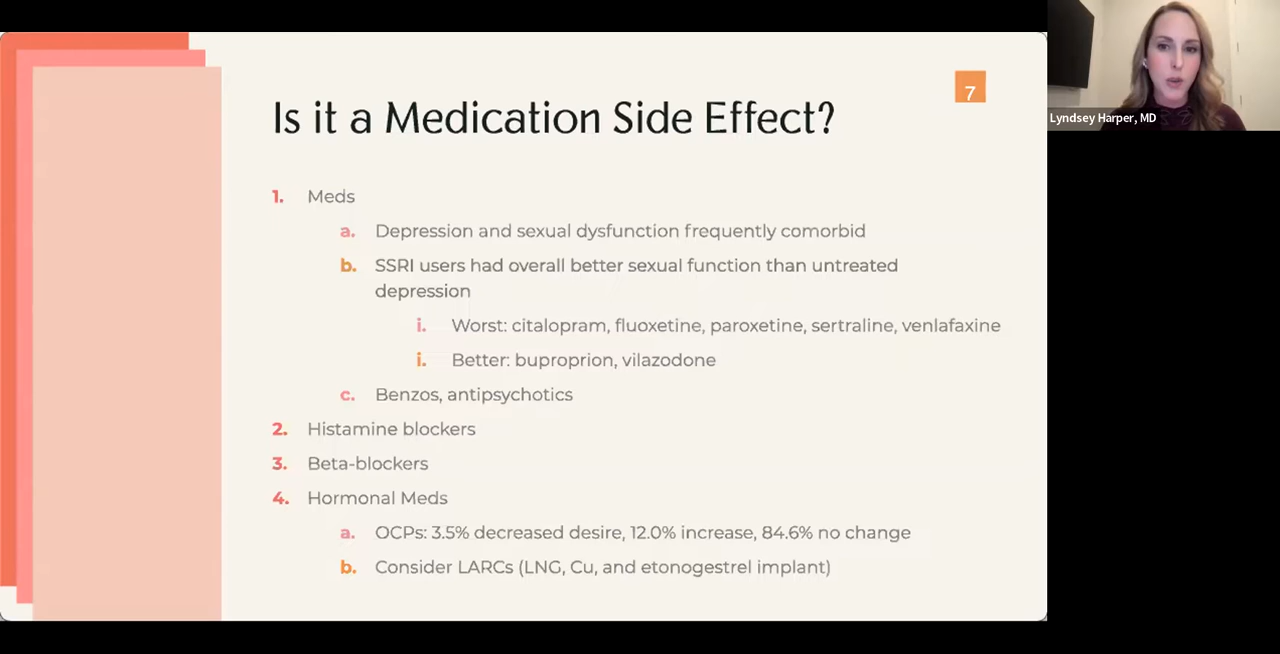 7
Is it a Medication Side Effect?
1. Meds
a. Depression and sexual dysfunction frequently comorbid
b. SSRI users had overall better sexual function than untreated
depression
i. Worst: citalopram, fluoxetine, paroxetine, sertraline, venlafaxine
i. Better: buproprion, vilazodone
c. Benzos, antipsychotics
2. Histamine blockers
3. Beta-blockers
4. Hormonal Meds
a. OCPs: 3.5% decreased desire, 12.0% increase, 84.6% no change
b. Consider LARCs (LNG, Cu, and etonogestrel implant)
Lyndsey Harper, MD